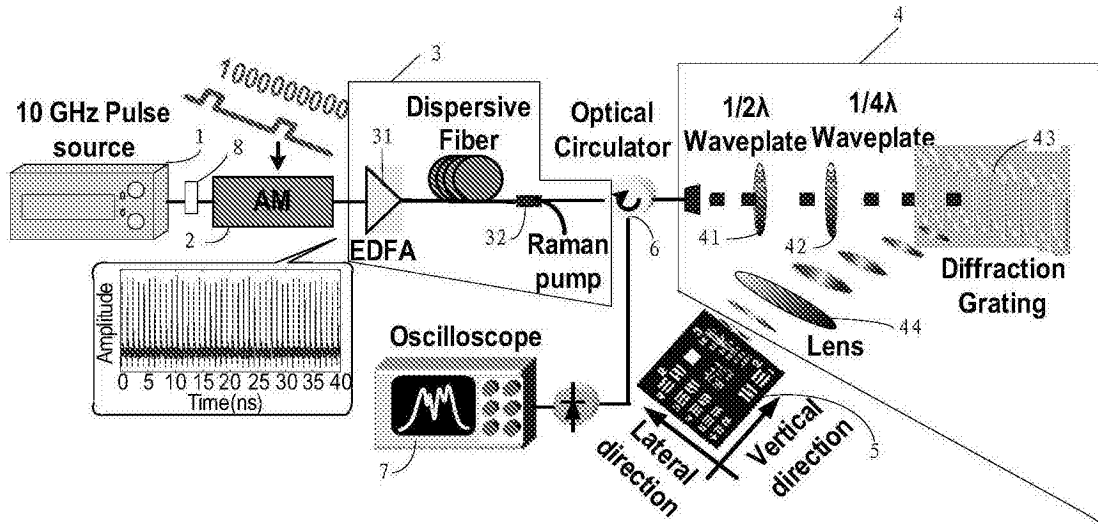 3
4
1000000000
10 GHz Pulse
source
1
8
AM
2
31
EDFA
Dispersive
Fiber
32
Raman
pump
Optical
Circulator
6
1/2λ
Waveplate
1/4λ
Waveplate
43
41
42
Diffraction
Grating
44
Lens
Amplitude
0 5 10 15 20 25 30 35 40
Time(ns)
Oscilloscope
7
Lateral
direction
Vertical
direction
5